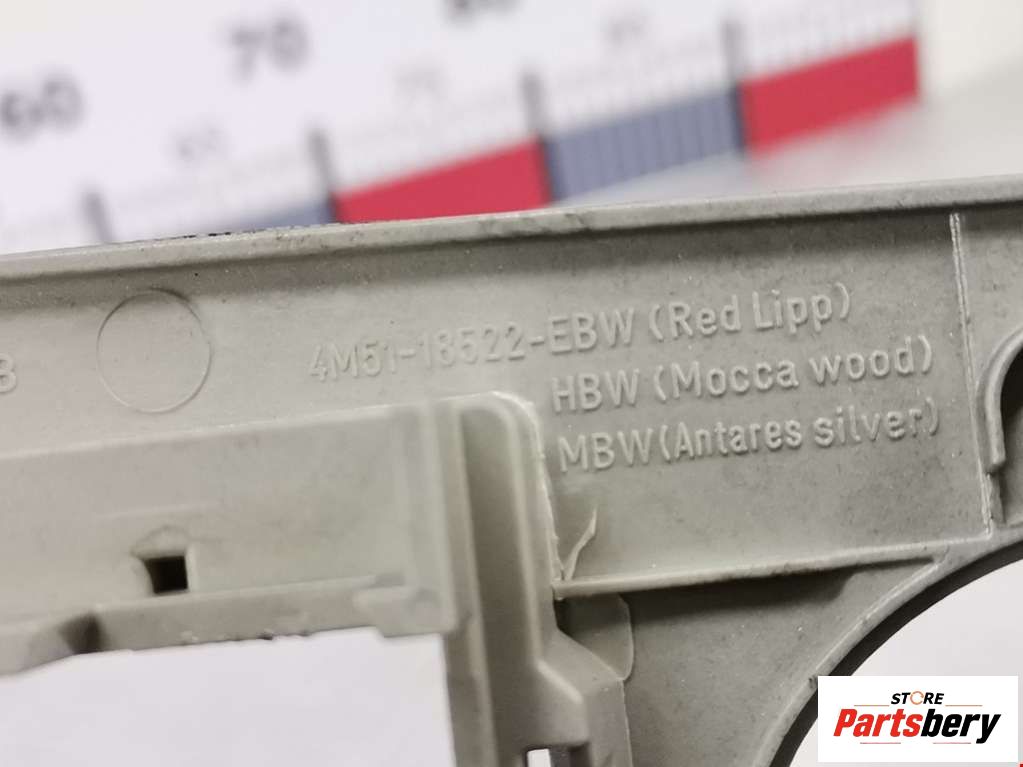 60 70
4M51-18522-EBW (Red Lipp)
HBW (Mocca wood)
MBW (Antares silver)
STORE
Partsbery